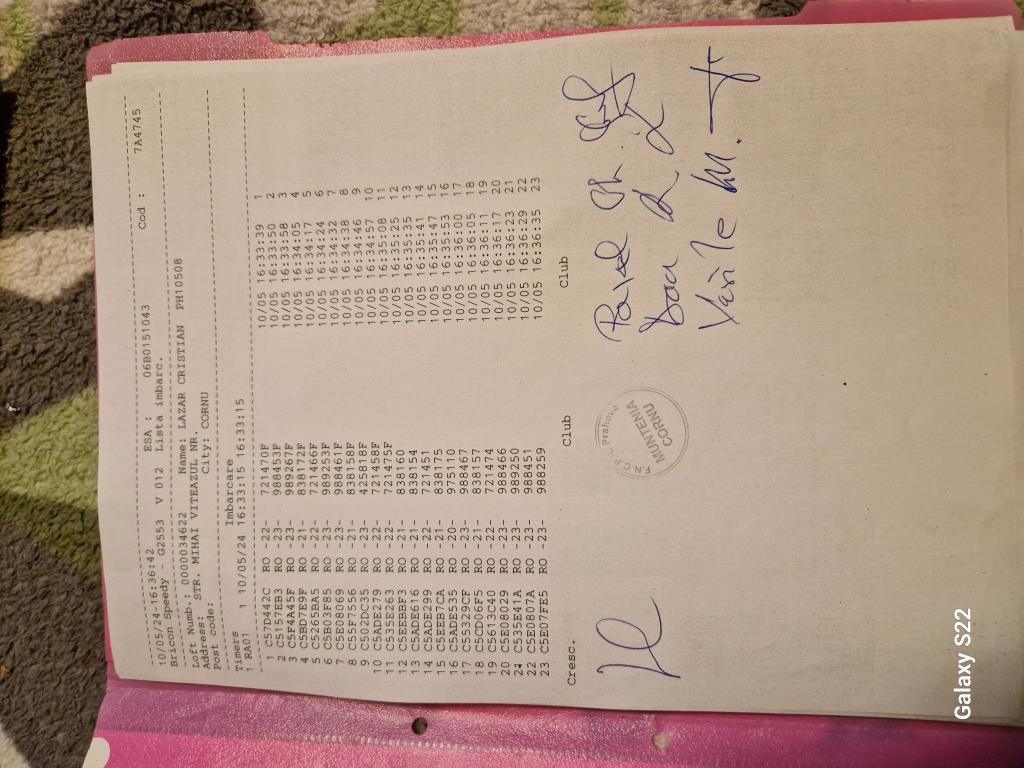 10/05/24-16:36:42
Bricon Speedy - G2553 V 012 Lista imbarc.
ESA : 06B0151043 Cod : 7A4745
Loft Numb.: 0000034622 Name: LAZAR CRISTIAN PH10508
Address: STR. MIHAI VITEAZUL NR.
Post code: City: CORNU
Imbarcare
Timers 1 10/05/24 16:33:15 16:33:15
1 RA01
1 C57D442C RO -22- 721470F 10/05 16:33:39 1
2 C5157EB3 RO -23- 988453F 10/05 16:33:50 2
3 C5F4A45F RO -23- 989267F 10/05 16:33:58 3
4 C5BD7E9F RO -21- 838172F 10/05 16:34:05 4
5 C5265BA5 RO -22- 721466F 10/05 16:34:17 5
6 C5B03F85 RO -23- 989253F 10/05 16:34:24 6
7 C5E08069 RO -23- 988461F 10/05 16:34:32 7
8 C55F7556 RO -21- 838158F 10/05 16:34:38 8
9 C502DC35 RO -23- 425818F 10/05 16:34:46 9
10 C5ADE279 RO -22- 721458F 10/05 16:34:57 10
11 C535E263 RO -22- 721475F 10/05 16:35:08 11
12 C5EEBBF3 RO -21- 838160 10/05 16:35:25 12
13 C5ADE616 RO -21- 838154 10/05 16:35:35 13
14 C5ADE299 RO -22- 721451 10/05 16:35:41 14
15 C5EEB7CA RO -21- 838175 10/05 16:35:47 15
16 C5ADE535 RO -20- 975110 10/05 16:35:53 16
17 C55329CF RO -23- 988467 10/05 16:36:00 17
18 C5CD06F5 RO -21- 838157 10/05 16:36:05 18
19 C5613C40 RO -22- 721474 10/05 16:36:11 19
20 C5E08029 RO -23- 988466 10/05 16:36:17 20
21 C535E41A RO -23- 989250 10/05 16:36:23 21
22 C5E0807A RO -23- 988451 10/05 16:36:29 22
23 C5E07FE5 RO -23- 988259 10/05 16:36:35 23
Cresc. Club Club
F.N.C.P.R. Prahova
MUNTENIA
CORNU
Vasile M.
Galaxy S22